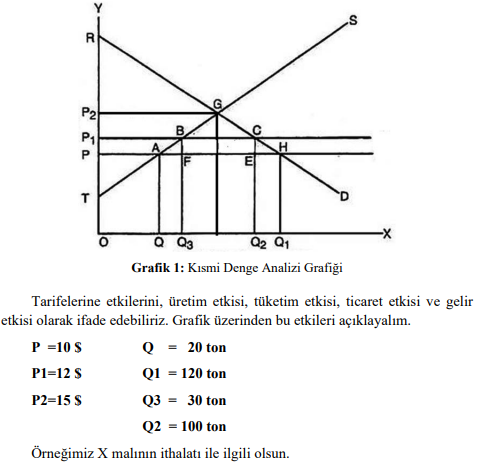 Y
S
R
G
P2
B
C
P1
A
H
P
F
E
T
D
X
O
Q
Q3
Q2
Q1
Grafik 1: Kısmi Denge Analizi Grafiği
Tarifelerine etkilerini, üretim etkisi, tüketim etkisi, ticaret etkisi ve gelir
etkisi olarak ifade edebiliriz. Grafik üzerinden bu etkileri açıklayalım.
P =10 $ Q = 20 ton
P1=12 $ Q1 = 120 ton
P2=15 $ Q3 = 30 ton
Q2 = 100 ton
Örneğimiz X malının ithalatı ile ilgili olsun.